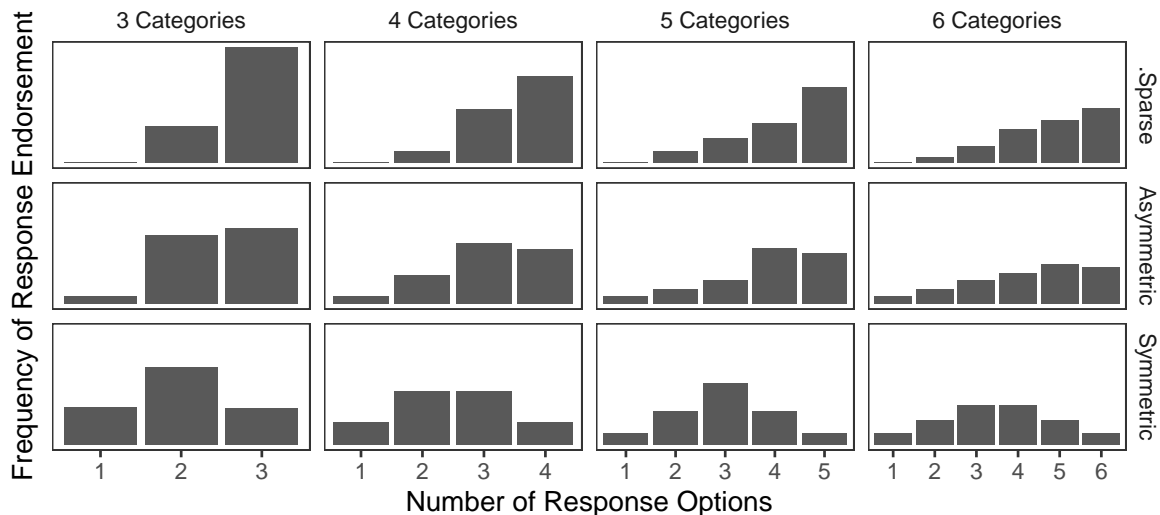 3 Categories
4 Categories
5 Categories
6 Categories
Frequency of Response Endorsement
.Sparse
Asymmetric
Symmetric
1 2 3
1 2 3 4
1 2 3 4 5
1 2 3 4 5 6
Number of Response Options